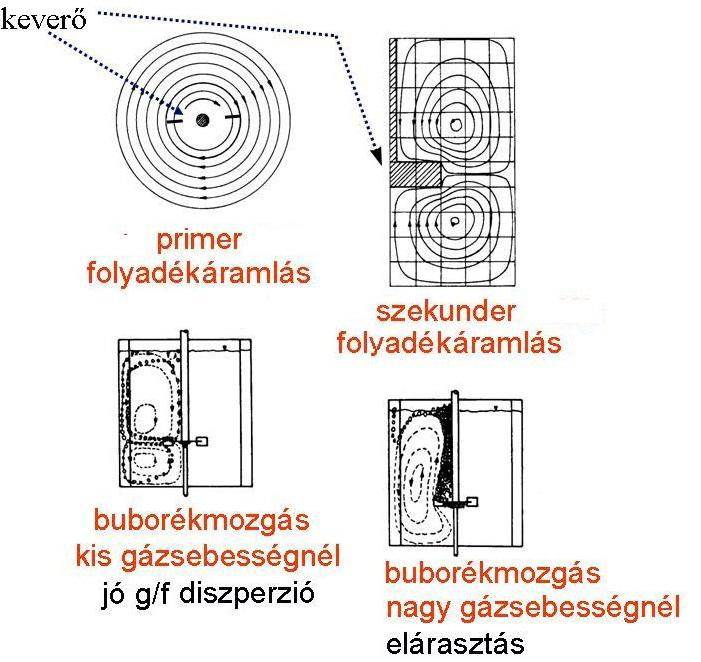 keverő
primer
folyadékáramlás
szekunder
folyadékáramlás
buborékmozgás
kis gázsebességnél
jó g/f diszperzió
buborékmozgás
nagy gázsebességnél
elárasztás